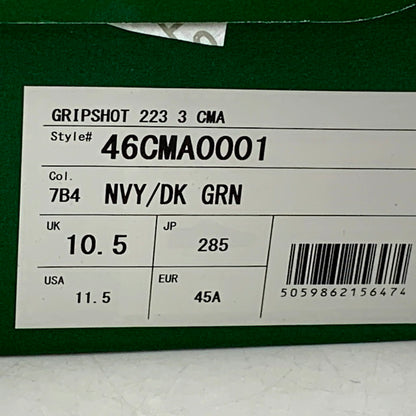 GRIPSHOT 223 3 CMA
Style# 46CMA0001
Col.
7B4 NVY/DK GRN
UK 10.5 JP 285
USA 11.5 EUR 45A
5059862156474